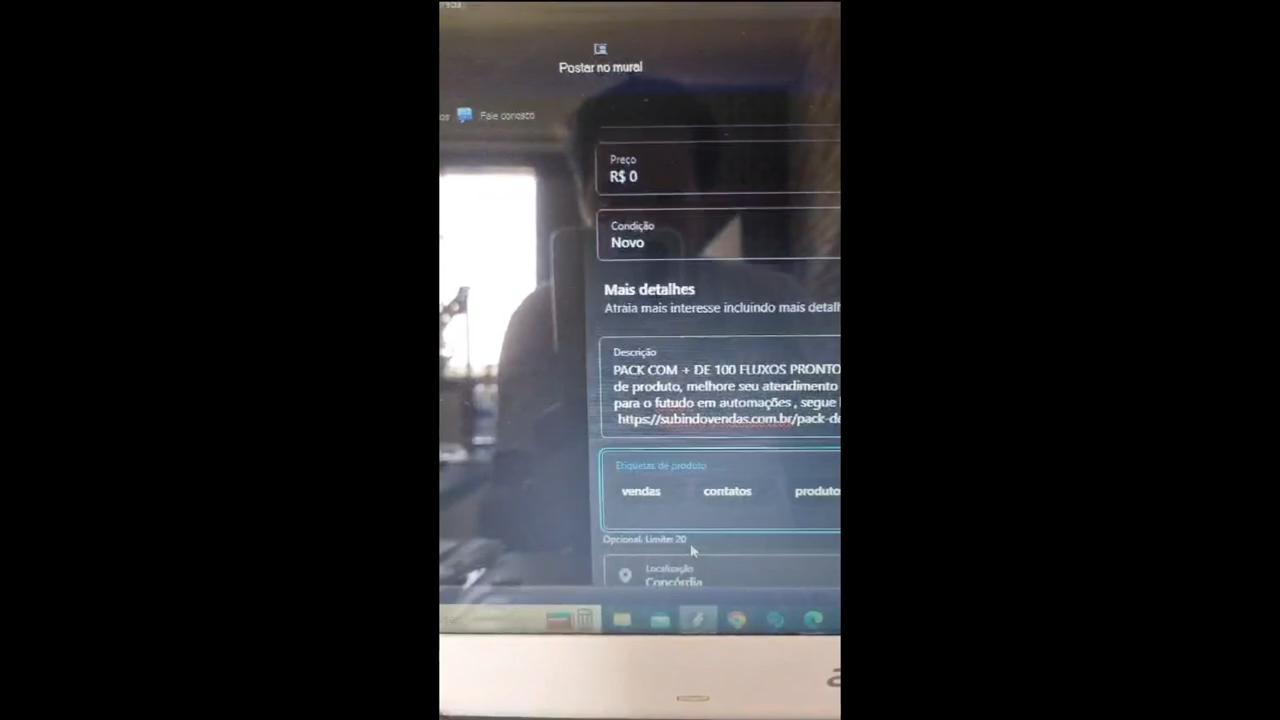 Postar no mural
Fale conosco
Preço
R$ 0
Condição
Novo
Mais detalhes
Atraia mais interesse incluindo mais
Descrição
PACK COM + DE 100 FLUXOS
de produto, melhore seu atendimento
para o futudo em automações , segue
https://subindovendas.com.br/pack-
Etiquetas de produto
vendas contatos produto
Opcional. Limite: 20
Localização
Concórdia